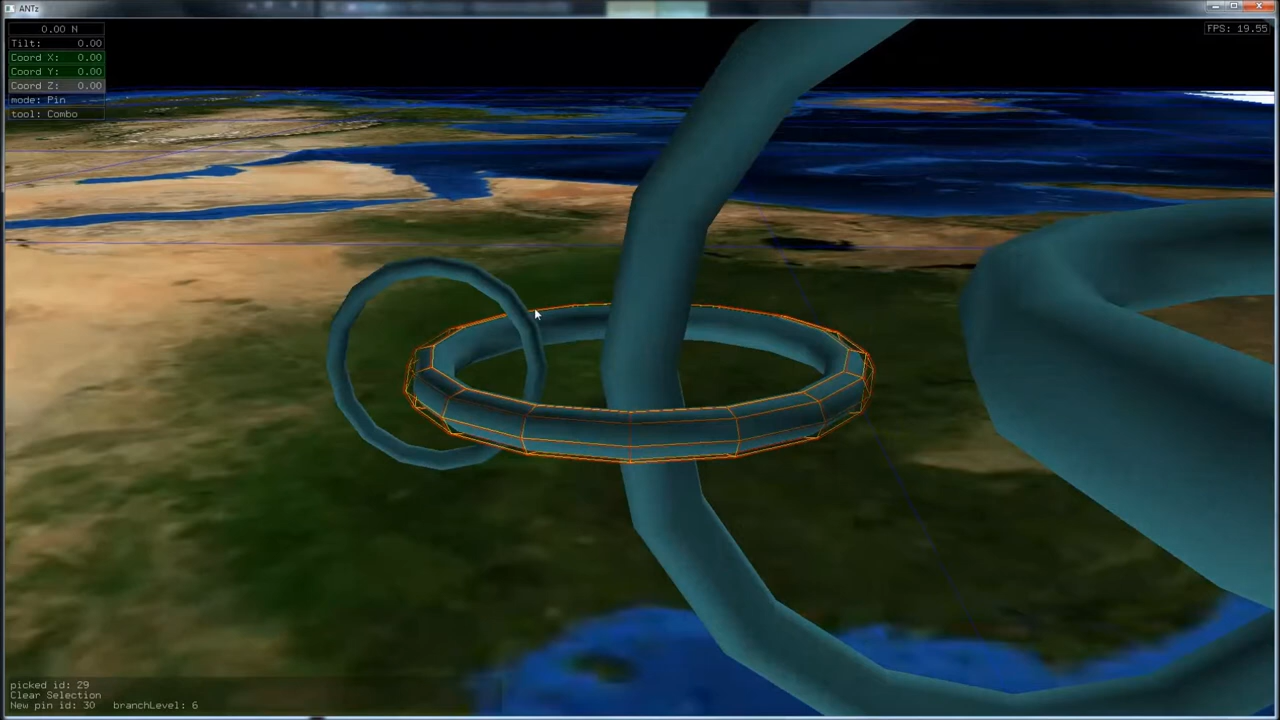 ANTz
0.00 N
Tilt: 0.00
Coord X: 0.00
Coord Y: 0.00
Coord Z: 0.00
mode: Pin
tool: Combo
FPS: 19.55
picked id: 29
Clear Selection
New pin id: 30 branchLevel: 6